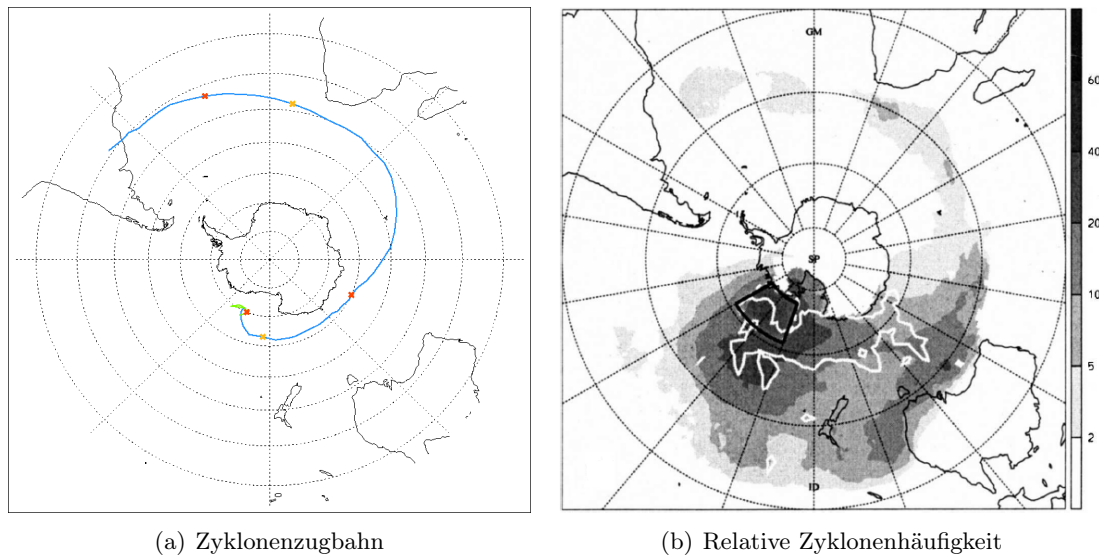 GM
SP
ID
60
40
20
10
5
2
(a) Zyklonenzugbahn
(b) Relative Zyklonenhäufigkeit